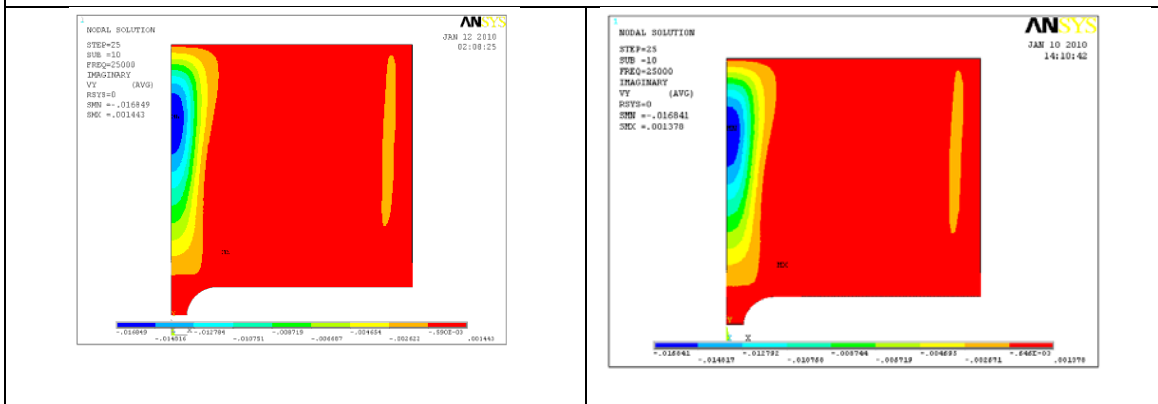 1
NODAL SOLUTION
ANSYS
JAN 12 2010
02:08:25
STEP=25
SUB =10
FREQ=25000
IMAGINARY
VY (AVG)
RSYS=0
SMN =-.016849
SMX =.001443
MX
-.016849 -.012784 -.008719 -.004654 -.590E-03
-.014816 -.010751 -.006687 -.002622 .001443
1
NODAL SOLUTION
ANSYS
JAN 10 2010
14:10:42
STEP=25
SUB =10
FREQ=25000
IMAGINARY
VY (AVG)
RSYS=0
SMN =-.016841
SMX =.001378
MX
Y
Z X
-.016841 -.012792 -.008744 -.004695 -.646E-03
-.014817 -.010768 -.006719 -.002671 .001378